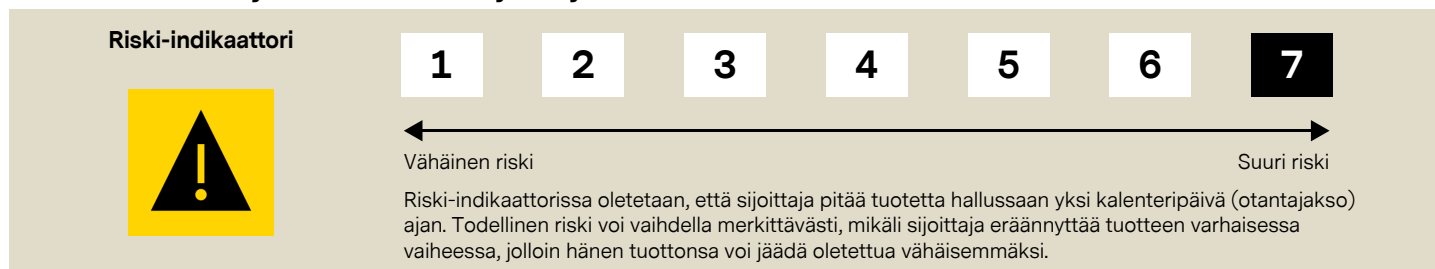 Riski-indikaattori
1 2 3 4 5 6 7
Vähäinen riski Suuri riski
Riski-indikaattorissa oletetaan, että sijoittaja pitää tuotetta hallussaan yksi kalenteripäivä (otantajakso)
ajan. Todellinen riski voi vaihdella merkittävästi, mikäli sijoittaja eräännyttää tuotteen varhaisessa
vaiheessa, jolloin hänen tuottonsa voi jäädä oletettua vähäisemmäksi.